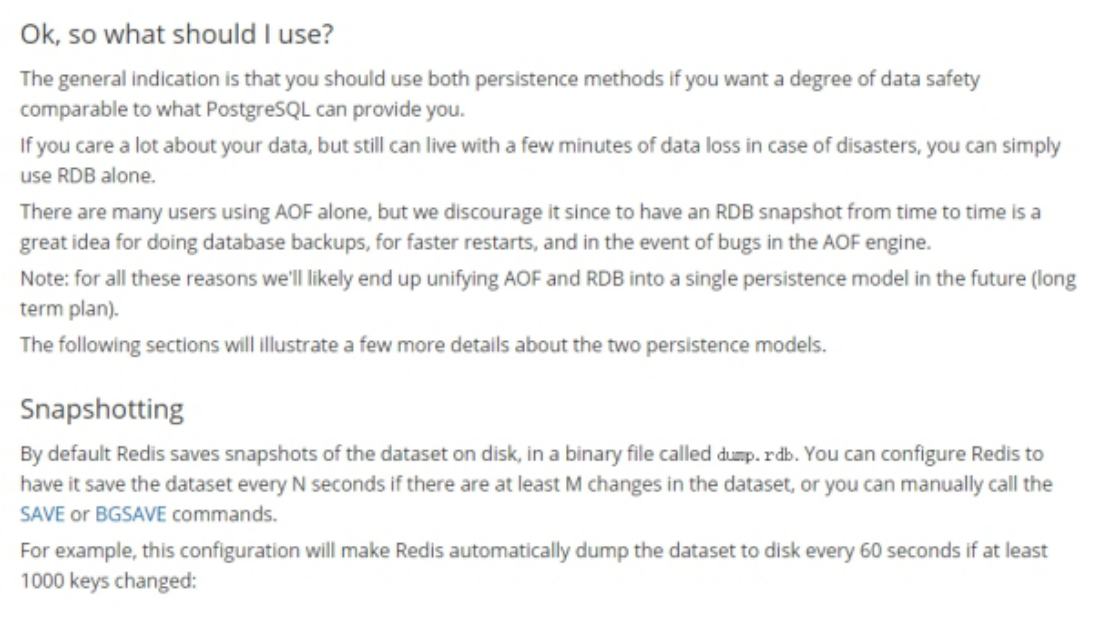 Ok, so what should I use?
The general indication is that you should use both persistence methods if you want a degree of data safety
comparable to what PostgreSQL can provide you.
If you care a lot about your data, but still can live with a few minutes of data loss in case of disasters, you can simply
use RDB alone.
There are many users using AOF alone, but we discourage it since to have an RDB snapshot from time to time is a
great idea for doing database backups, for faster restarts, and in the event of bugs in the AOF engine.
Note: for all these reasons we'll likely end up unifying AOF and RDB into a single persistence model in the future (long
term plan).
The following sections will illustrate a few more details about the two persistence models.
Snapshotting
By default Redis saves snapshots of the dataset on disk, in a binary file called dump.rdb. You can configure Redis to
have it save the dataset every N seconds if there are at least M changes in the dataset, or you can manually call the
SAVE or BGSAVE commands.
For example, this configuration will make Redis automatically dump the dataset to disk every 60 seconds if at least
1000 keys changed: